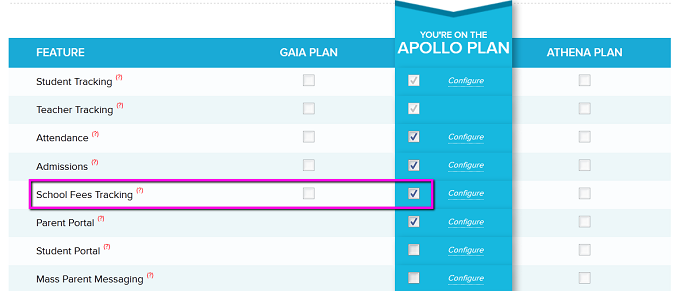 YOU'RE ON THE
FEATURE GAIA PLAN APOLLO PLAN ATHENA PLAN
Student Tracking (?) Configure
Teacher Tracking (?)
Attendance (?) Configure
Admissions (?) Configure
School Fees Tracking (?) Configure
Parent Portal (?) Configure
Student Portal (?) Configure
Mass Parent Messaging (?) Configure